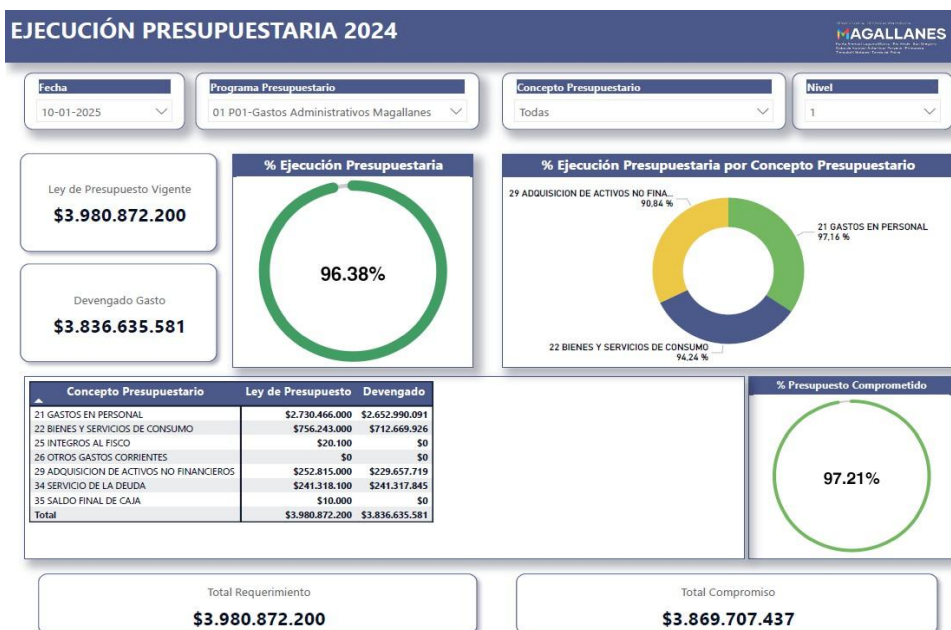 EJECUCIÓN PRESUPUESTARIA 2024
MAGALLANES
Fecha
10-01-2025
Programa Presupuestario
01 P01-Gastos Administrativos Magallanes
Concepto Presupuestario
Todas
Nivel
1
Ley de Presupuesto Vigente
$3.980.872.200
Devengado Gasto
$3.836.635.581
% Ejecución Presupuestaria
96.38%
% Ejecución Presupuestaria por Concepto Presupuestario
29 ADQUISICION DE ACTIVOS NO FINA...
90,84 %
21 GASTOS EN PERSONAL
97,16 %
22 BIENES Y SERVICIOS DE CONSUMO
94,24 %
Concepto Presupuestario Ley de Presupuesto Devengado
21 GASTOS EN PERSONAL $2.730.466.000 $2.652.990.091
22 BIENES Y SERVICIOS DE CONSUMO $756.243.000 $712.669.926
25 INTEGROS AL FISCO $20.100 $0
26 OTROS GASTOS CORRIENTES $0 $0
29 ADQUISICION DE ACTIVOS NO FINANCIEROS $252.815.000 $229.657.719
34 SERVICIO DE LA DEUDA $241.318.100 $241.317.845
35 SALDO FINAL DE CAJA $10.000 $0
Total $3.980.872.200 $3.836.635.581
% Presupuesto Comprometido
97.21%
Total Requerimiento
$3.980.872.200
Total Compromiso
$3.869.707.437